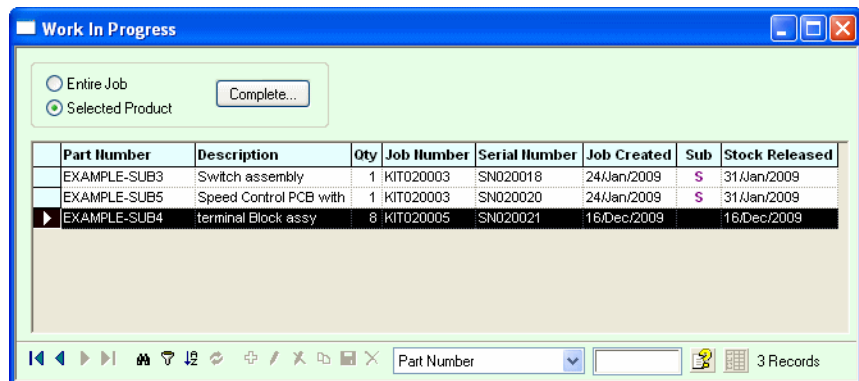 Work In Progress
Entire Job
Selected Product
Complete...
Part Number Description Qty Job Number Serial Number Job Created Sub Stock Released
EXAMPLE-SUB3 Switch assembly 1 KIT020003 SN020018 24/Jan/2009 S 31/Jan/2009
EXAMPLE-SUB5 Speed Control PCB with 1 KIT020003 SN020020 24/Jan/2009 S 31/Jan/2009
EXAMPLE-SUB4 terminal Block assy 8 KIT020005 SN020021 16/Dec/2009 16/Dec/2009
Part Number 3 Records